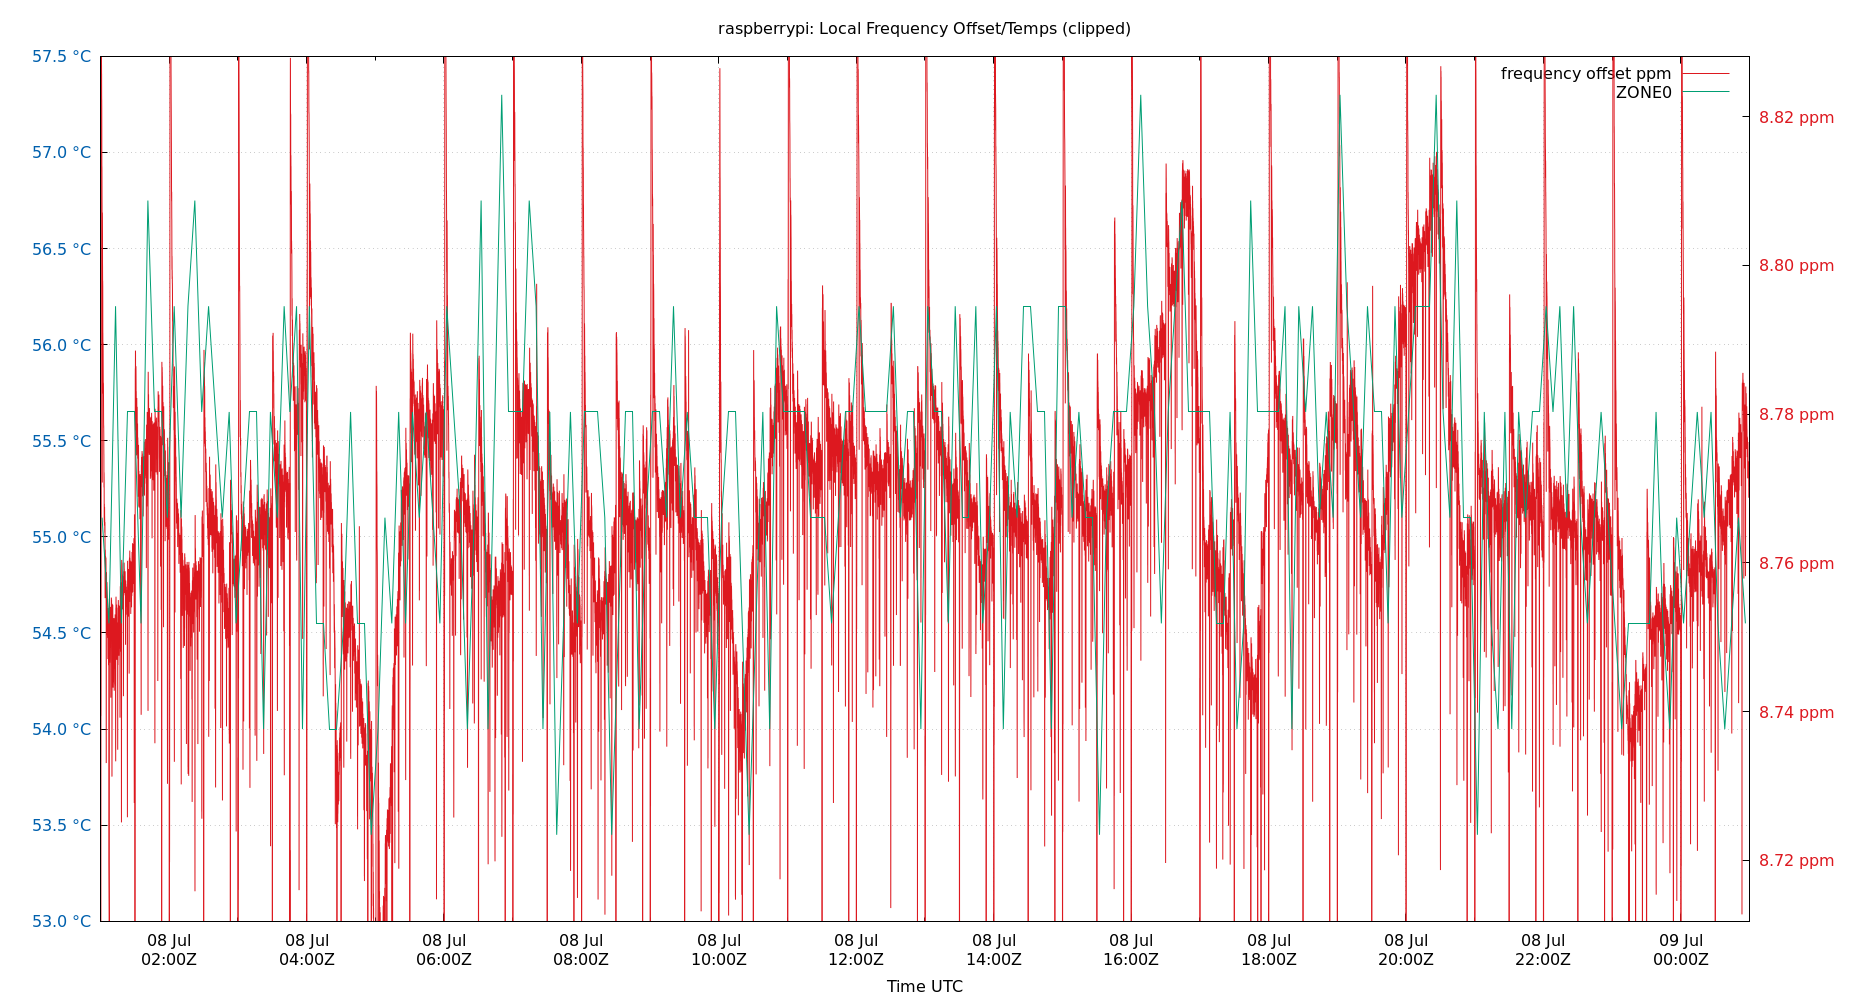 raspberrypi: Local Frequency Offset/Temps (clipped)
57.5 °C
57.0 °C
56.5 °C
56.0 °C
55.5 °C
55.0 °C
54.5 °C
54.0 °C
53.5 °C
53.0 °C
frequency offset ppm
ZONE0
8.82 ppm
8.80 ppm
8.78 ppm
8.76 ppm
8.74 ppm
8.72 ppm
08 Jul 08 Jul 08 Jul 08 Jul 08 Jul 08 Jul 08 Jul 08 Jul 08 Jul 08 Jul 08 Jul 09 Jul
02:00Z 04:00Z 06:00Z 08:00Z 10:00Z 12:00Z 14:00Z 16:00Z 18:00Z 20:00Z 22:00Z 00:00Z
Time UTC